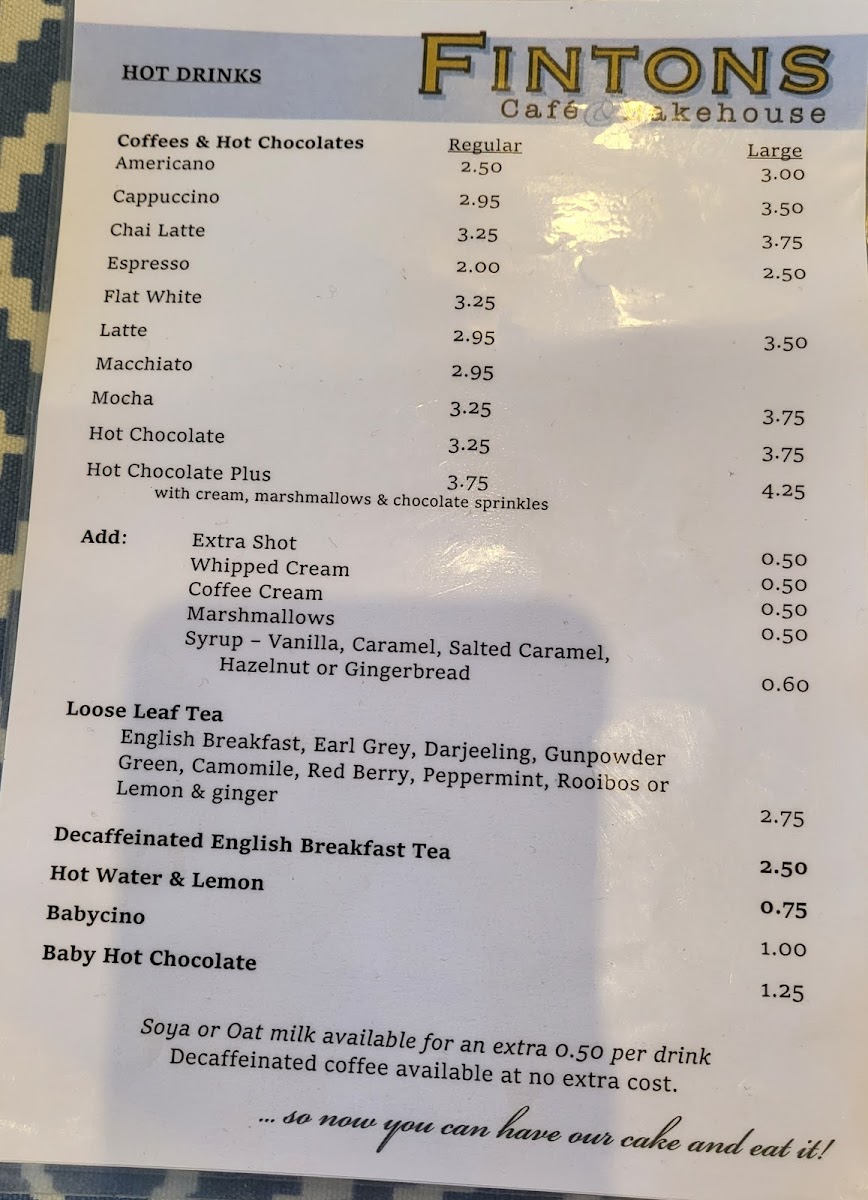 HOT DRINKS
FINTONS
Café & Bakehouse
Coffees & Hot Chocolates Regular Large
Americano 2.50 3.00
Cappuccino 2.95 3.50
Chai Latte 3.25 3.75
Espresso 2.00 2.50
Flat White 3.25
Latte 2.95 3.50
Macchiato 2.95
Mocha 3.25 3.75
Hot Chocolate 3.25 3.75
Hot Chocolate Plus 3.75 4.25
with cream, marshmallows & chocolate sprinkles
Add: Extra Shot 0.50
Whipped Cream 0.50
Coffee Cream 0.50
Marshmallows 0.50
Syrup – Vanilla, Caramel, Salted Caramel,
Hazelnut or Gingerbread 0.60
Loose Leaf Tea
English Breakfast, Earl Grey, Darjeeling, Gunpowder
Green, Camomile, Red Berry, Peppermint, Rooibos or
Lemon & ginger 2.75
Decaffeinated English Breakfast Tea 2.50
Hot Water & Lemon 0.75
Babycino 1.00
Baby Hot Chocolate 1.25
Soya or Oat milk available for an extra 0.50 per drink
Decaffeinated coffee available at no extra cost.
... so now you can have our cake and eat it!